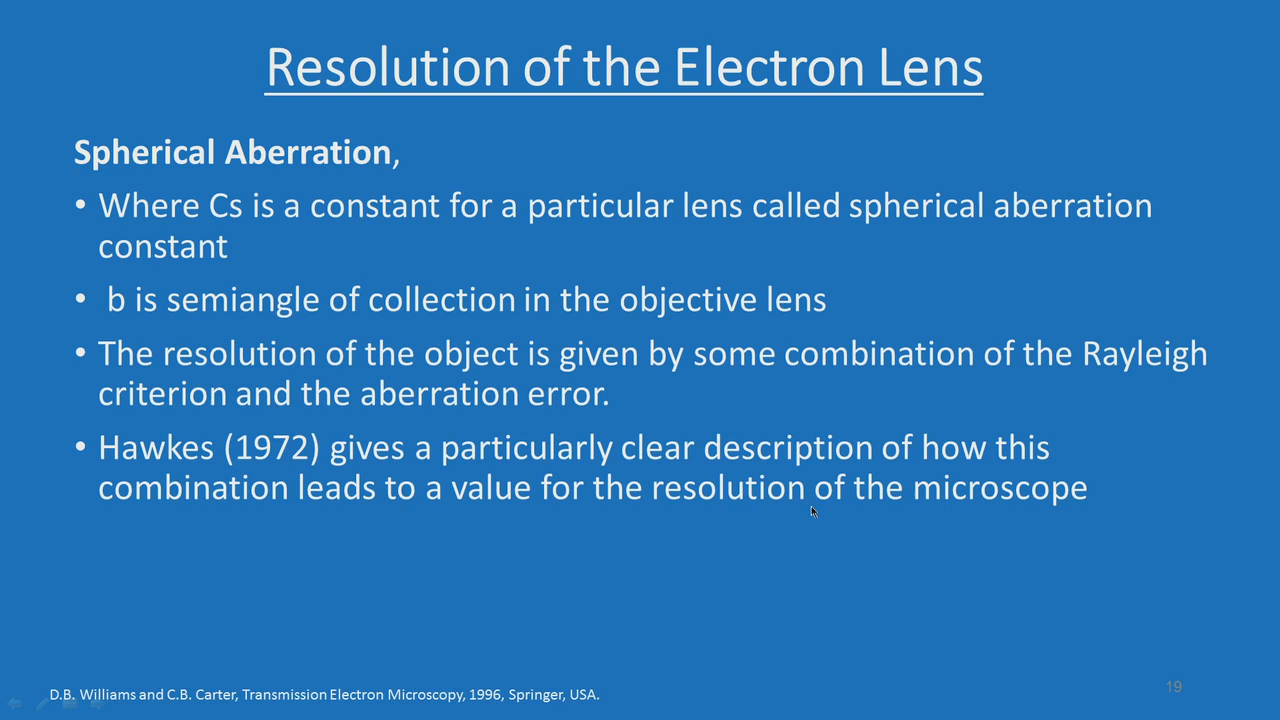 Resolution of the Electron Lens
Spherical Aberration,
• Where Cs is a constant for a particular lens called spherical aberration
constant
• b is semiangle of collection in the objective lens
• The resolution of the object is given by some combination of the Rayleigh
criterion and the aberration error.
• Hawkes (1972) gives a particularly clear description of how this
combination leads to a value for the resolution of the microscope
D.B. Williams and C.B. Carter, Transmission Electron Microscopy, 1996, Springer, USA.
19